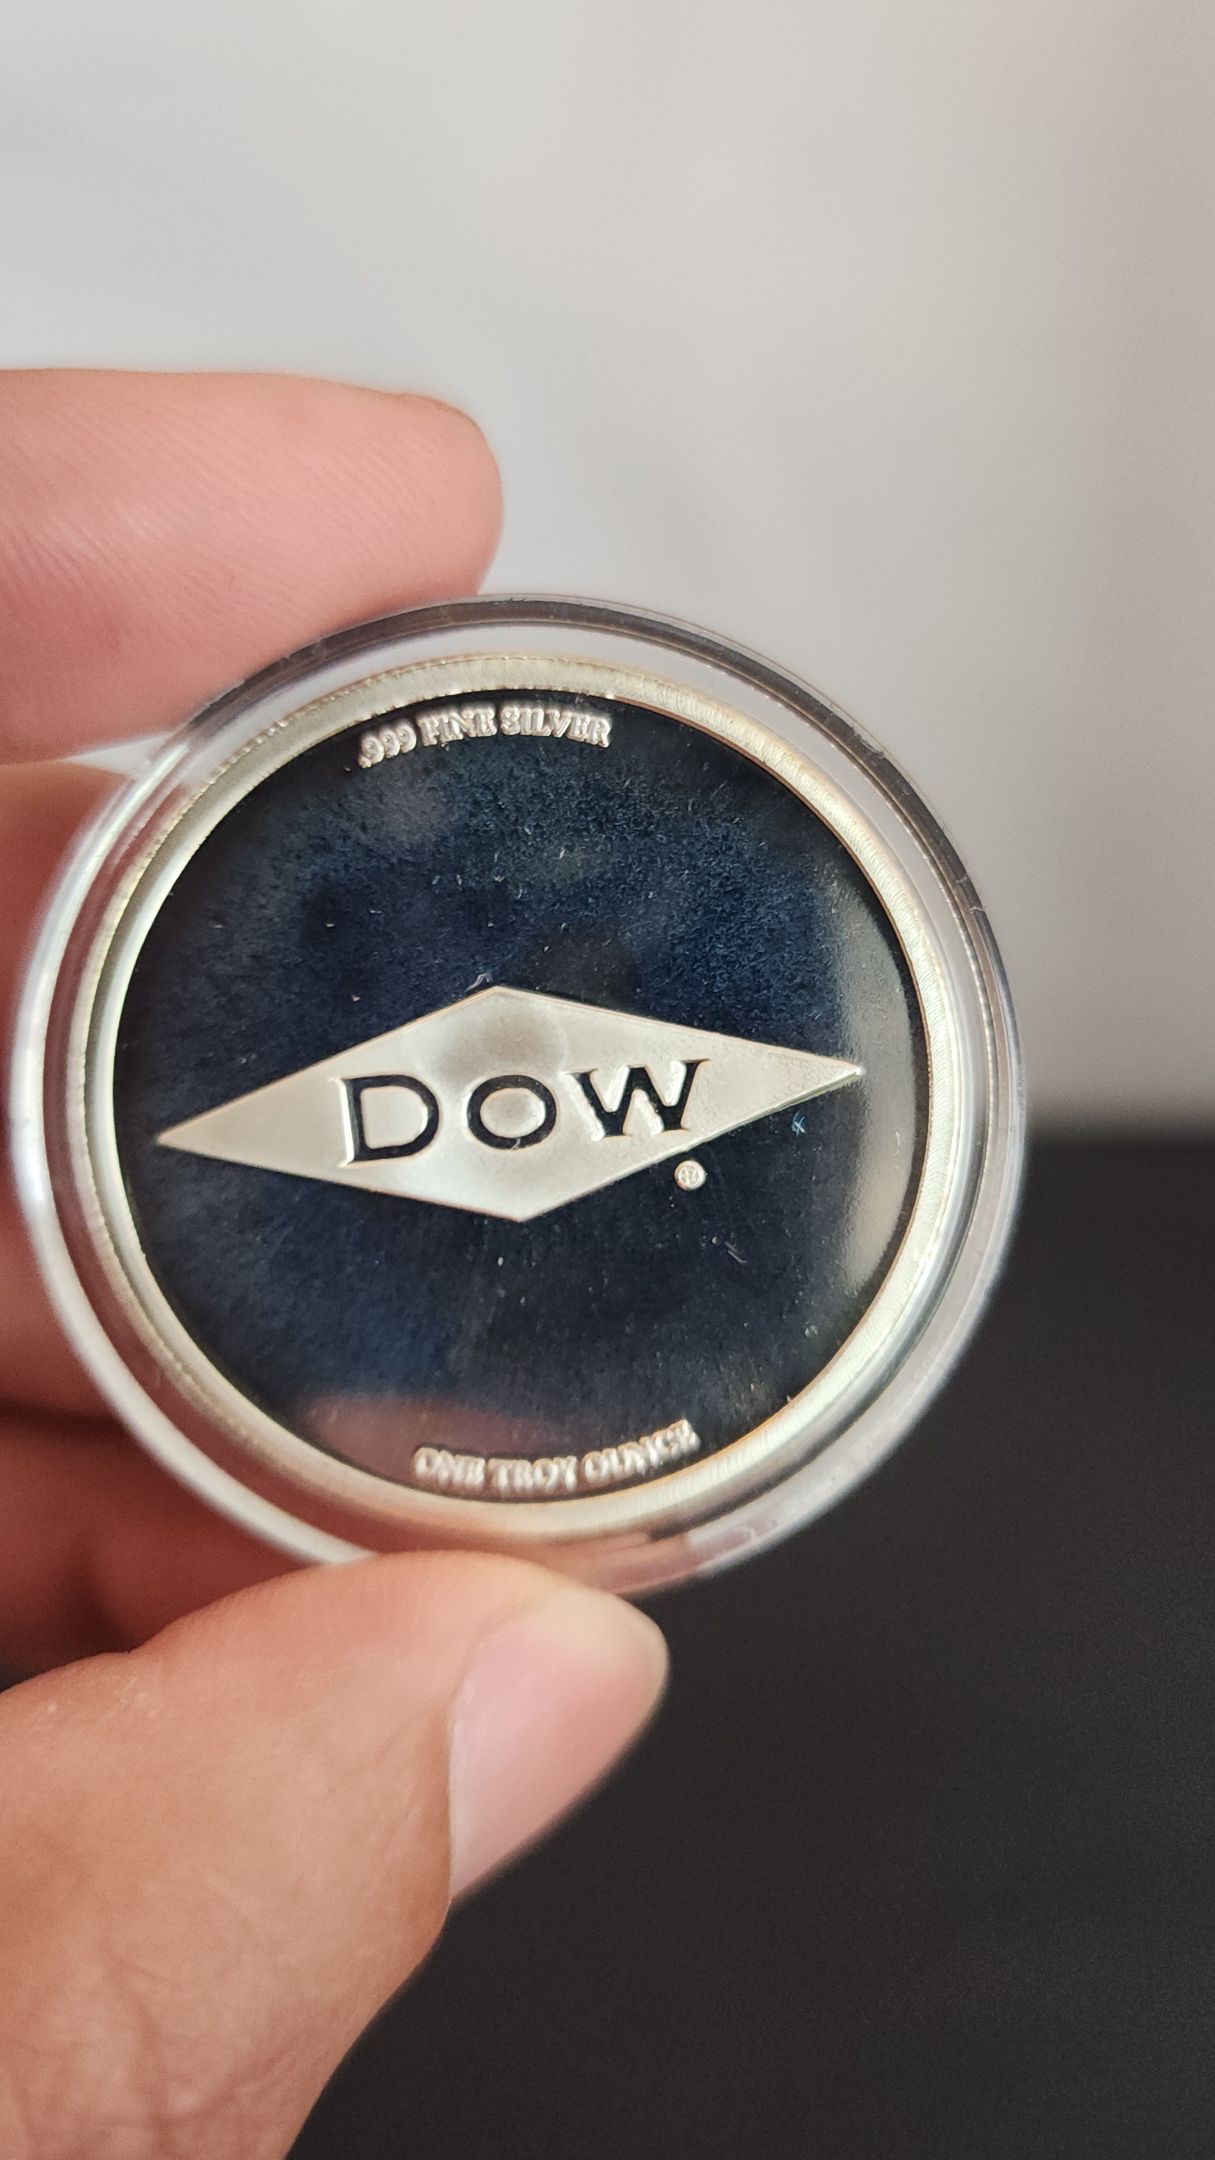 .999 FINE SILVER
DOW
®
ONE TROY OUNCE